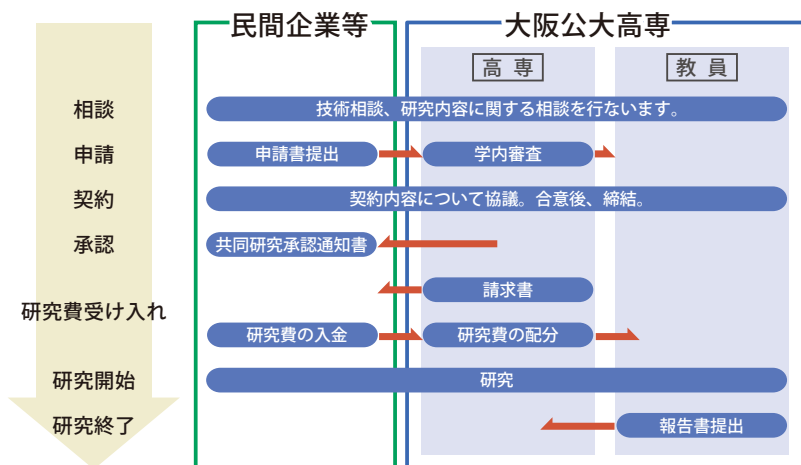 民間企業等
大阪公大高専
高専
教員
相談
技術相談、研究内容に関する相談を行ないます。
申請
申請書提出
学内審査
契約
契約内容について協議。合意後、締結。
承認
共同研究承認通知書
請求書
研究費受け入れ
研究費の入金
研究費の配分
研究開始
研究
研究終了
報告書提出